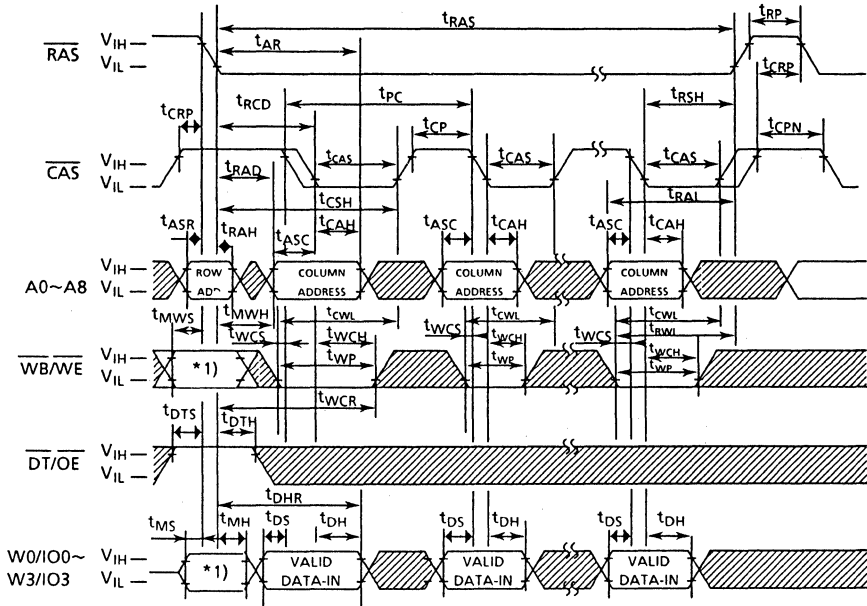 tRAS
tRP
RAS
VIH
VIL
tAR
tCRP
tRCD
tPC
tRSH
tCRP
tCP
tCPN
CAS
VIH
VIL
tRAD
tCAS
tCAS
tCAS
tCSH
tRAL
tASR
tRAH
tASC
tCAH
tASC
tCAH
tASC
tCAH
A0~A8
VIH
VIL
ROW
COLUMN
ADDRESS
COLUMN
ADDRESS
COLUMN
ADDRESS
tMWS
tMWH
tCWL
tCWL
tCWL
tWCS
tWCH
tWCS
tWCH
tWCS
tRWL
tWCH
WB/WE
VIH
VIL
*1)
tWP
tWP
tWP
tWCR
tDTS
tDTH
DT/OE
VIH
VIL
tDHR
tMS
tMH
tDS
tDH
tDS
tDH
tDS
tDH
W0/IO0~
W3/IO3
VIH
VIL
*1)
VALID
DATA-IN
VALID
DATA-IN
VALID
DATA-IN